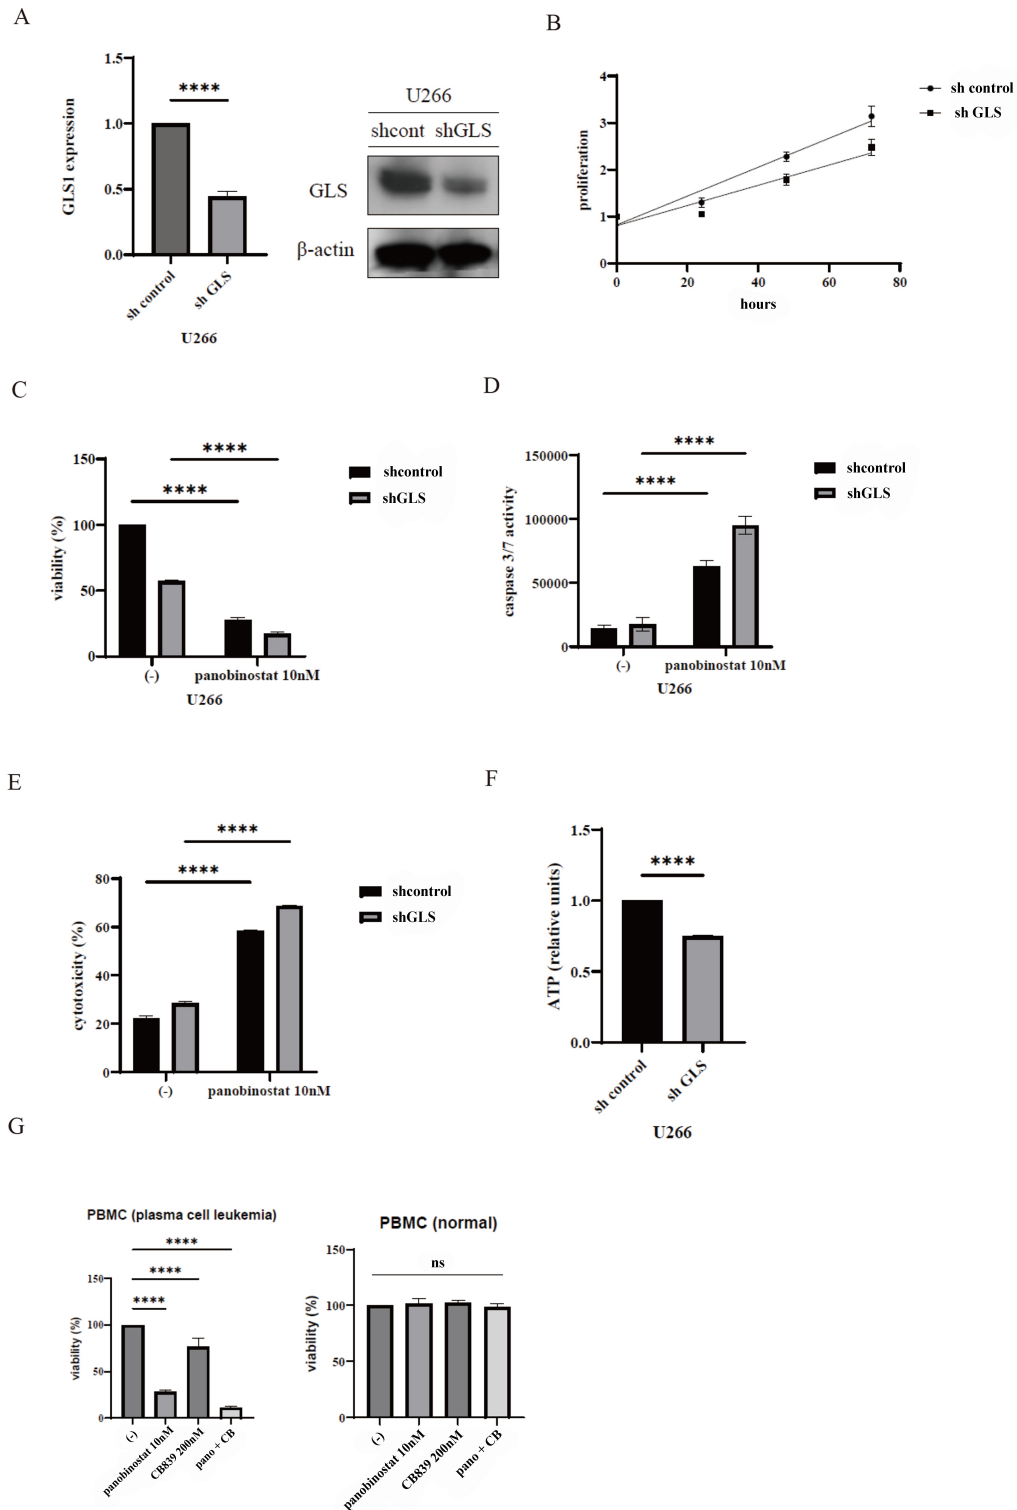 A
1.5
1.0
0.5
0.0
GLS1 expression
****
sh control
sh GLS
U266
U266
shcont shGLS
GLS
β-actin
B
4
3
2
1
0
proliferation
0 20 40 60 80
hours
sh control
sh GLS
C
150
100
50
0
viability (%)
****
****
(-)
panobinostat 10nM
U266
shcontrol
shGLS
D
150000
100000
50000
0
caspase 3/7 activity
****
****
(-)
panobinostat 10nM
U266
shcontrol
shGLS
E
80
60
40
20
0
cytotoxicity (%)
****
****
(-)
panobinostat 10nM
shcontrol
shGLS
F
1.5
1.0
0.5
0.0
ATP (relative units)
****
sh control
sh GLS
U266
G
PBMC (plasma cell leukemia)
****
****
****
150
100
50
0
viability (%)
(-)
panobinostat 10nM
CB839 200nM
pano + CB
PBMC (normal)
ns
150
100
50
0
viability (%)
(-)
panobinostat 10nM
CB839 200nM
pano + CB